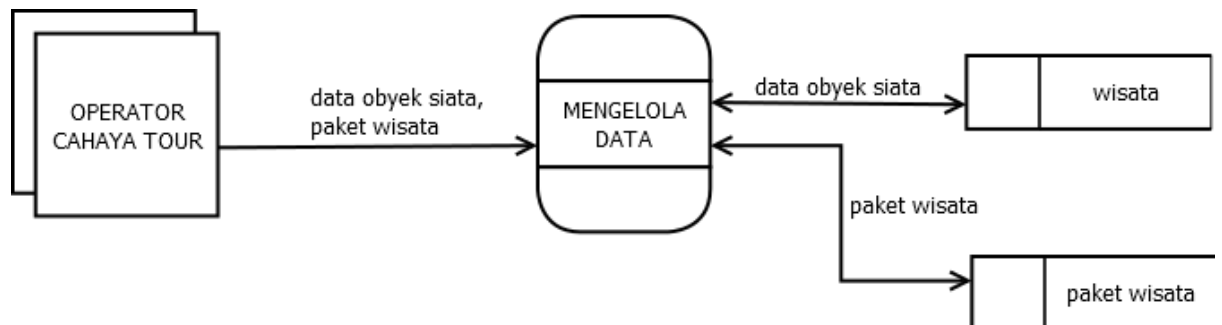 OPERATOR
CAHAYA TOUR
data obyek siata,
paket wisata
MENGELOLA
DATA
data obyek siata
wisata
paket wisata
paket wisata